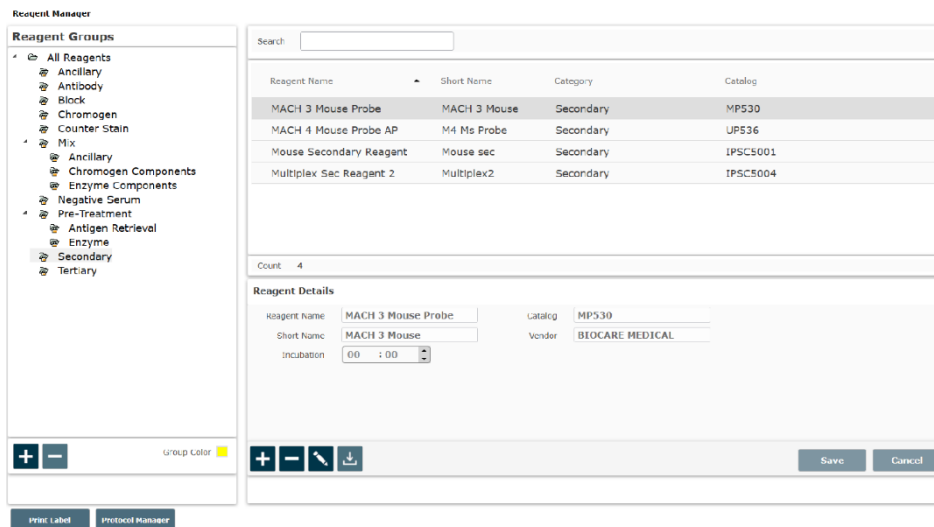 Reagent Manager
Reagent Groups
All Reagents
Ancillary
Antibody
Block
Chromogen
Counter Stain
Mix
Ancillary
Chromogen Components
Enzyme Components
Negative Serum
Pre-Treatment
Antigen Retrieval
Enzyme
Secondary
Tertiary
Group Color
Search
Reagent Name Short Name Category Catalog
MACH 3 Mouse Probe MACH 3 Mouse Secondary MP530
MACH 4 Mouse Probe AP M4 Ms Probe Secondary UP536
Mouse Secondary Reagent Mouse sec Secondary IPSC5001
Multiplex Sec Reagent 2 Multiplex2 Secondary IPSC5004
Count 4
Reagent Details
Reagent Name MACH 3 Mouse Probe Catalog MP530
Short Name MACH 3 Mouse Vendor BIOCARE MEDICAL
Incubation 00 : 00
Save Cancel
Print Label Protocol Manager